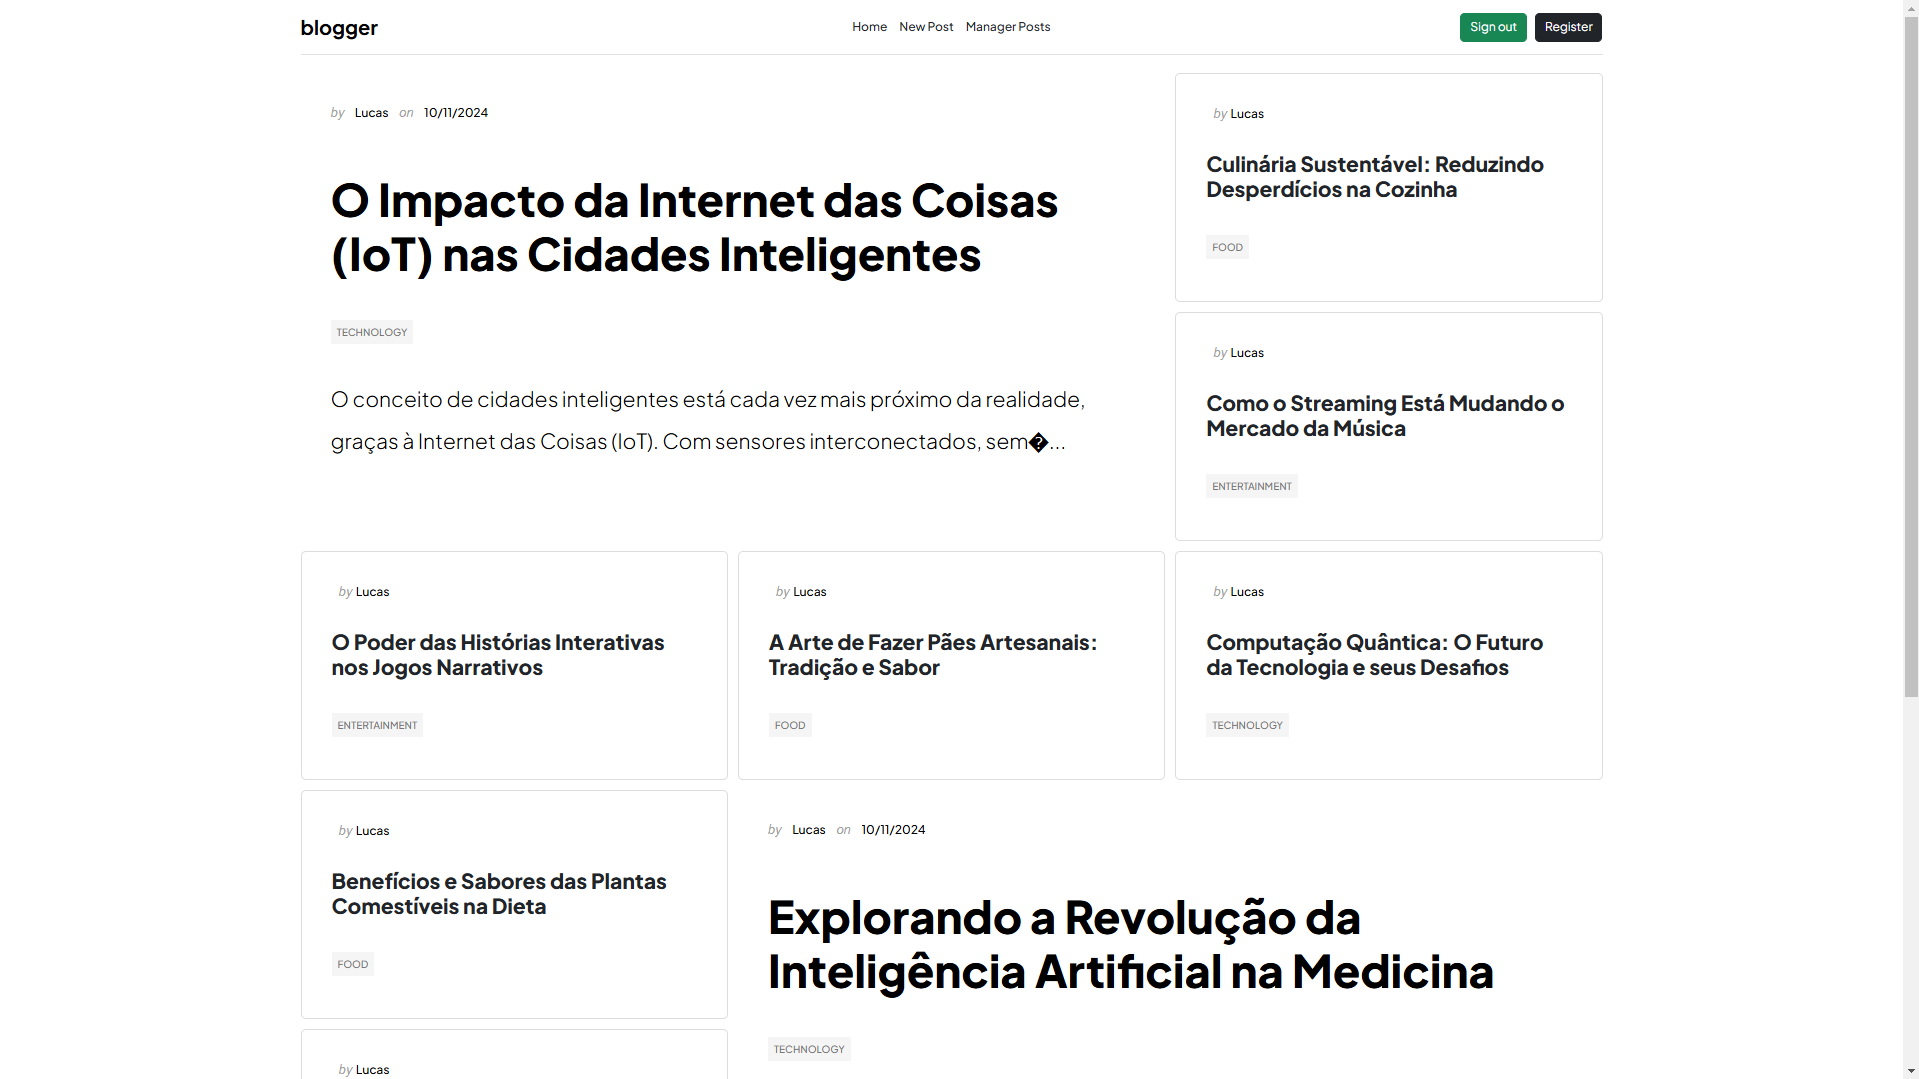 blogger
Home New Post Manager Posts
Sign out Register
by Lucas on 10/11/2024
O Impacto da Internet das Coisas
(IoT) nas Cidades Inteligentes
TECHNOLOGY
O conceito de cidades inteligentes está cada vez mais próximo da realidade,
graças à Internet das Coisas (IoT). Com sensores interconectados, sem�...
by Lucas
Culinária Sustentável: Reduzindo
Desperdícios na Cozinha
FOOD
by Lucas
Como o Streaming Está Mudando o
Mercado da Música
ENTERTAINMENT
by Lucas
O Poder das Histórias Interativas
nos Jogos Narrativos
ENTERTAINMENT
by Lucas
A Arte de Fazer Pães Artesanais:
Tradição e Sabor
FOOD
by Lucas
Computação Quântica: O Futuro
da Tecnologia e seus Desafios
TECHNOLOGY
by Lucas
Benefícios e Sabores das Plantas
Comestíveis na Dieta
FOOD
by Lucas on 10/11/2024
Explorando a Revolução da
Inteligência Artificial na Medicina
TECHNOLOGY
by Lucas